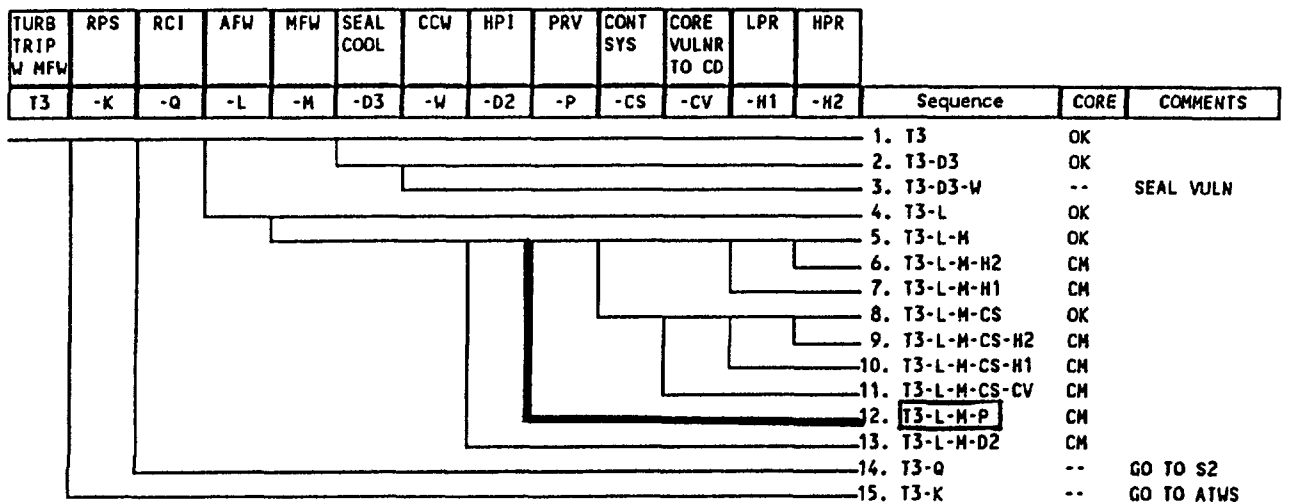 TURB TRIP W MFW RPS RCI AFW MFW SEAL COOL CCW HPI PRV CONT SYS CORE VULNR TO CD LPR HPR
T3 -K -Q -L -M -D3 -W -D2 -P -CS -CV -H1 -H2 Sequence CORE COMMENTS
1. T3 OK
2. T3-D3 OK
3. T3-D3-W -- SEAL VULN
4. T3-L OK
5. T3-L-M OK
6. T3-L-M-H2 CM
7. T3-L-M-H1 CM
8. T3-L-M-CS OK
9. T3-L-M-CS-H2 CM
10. T3-L-M-CS-H1 CM
11. T3-L-M-CS-CV CM
12. T3-L-M-P CM
13. T3-L-M-D2 CM
14. T3-Q -- GO TO S2
15. T3-K -- GO TO ATWS